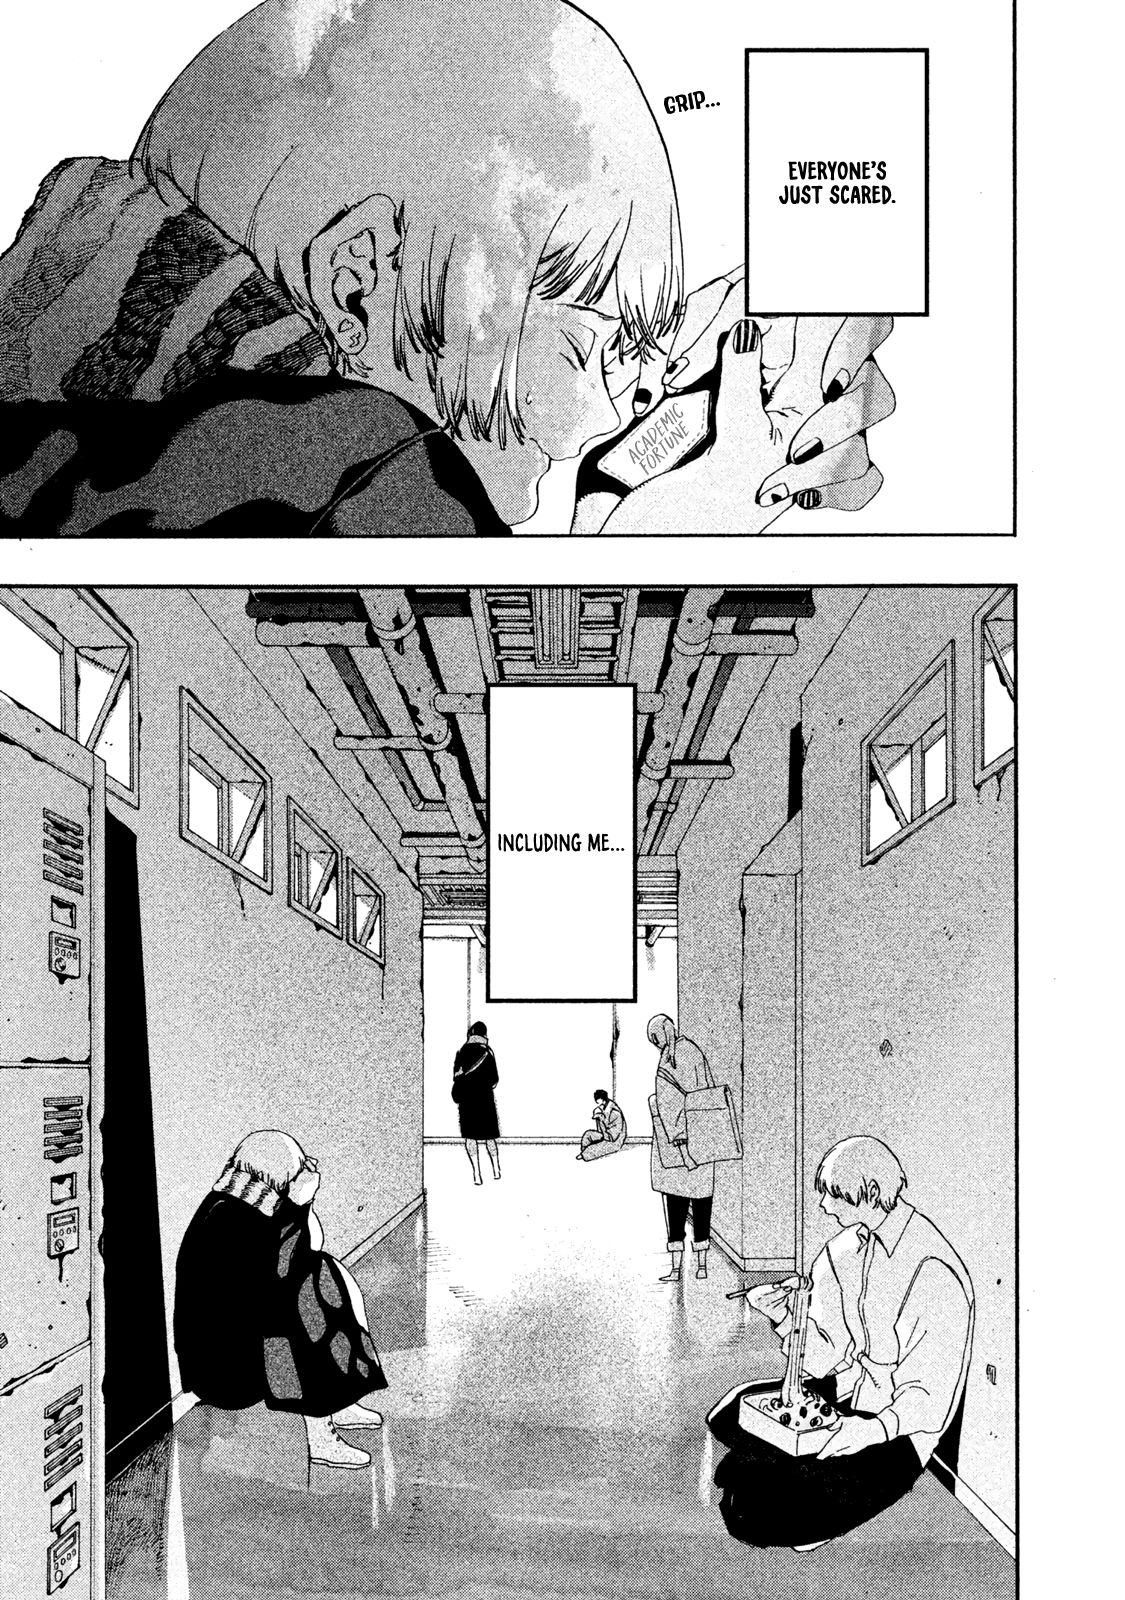 GRIP...
EVERYONE'S
JUST SCARED.
ACADEMIC
FORTUNE
INCLUDING ME...